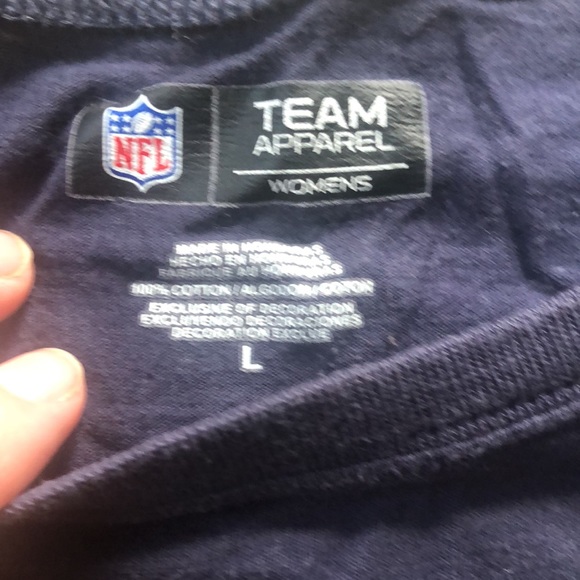 NFL
TEAM
APPAREL
WOMENS
MADE IN HONDURAS
HECHO EN HONDURAS
FABRIQUE AU HONDURAS
100% COTTON / ALGODON / COTON
EXCLUSIVE OF DECORATION
EXCLUYENDO DECORACIONES
DECORATION EXCLUE
L